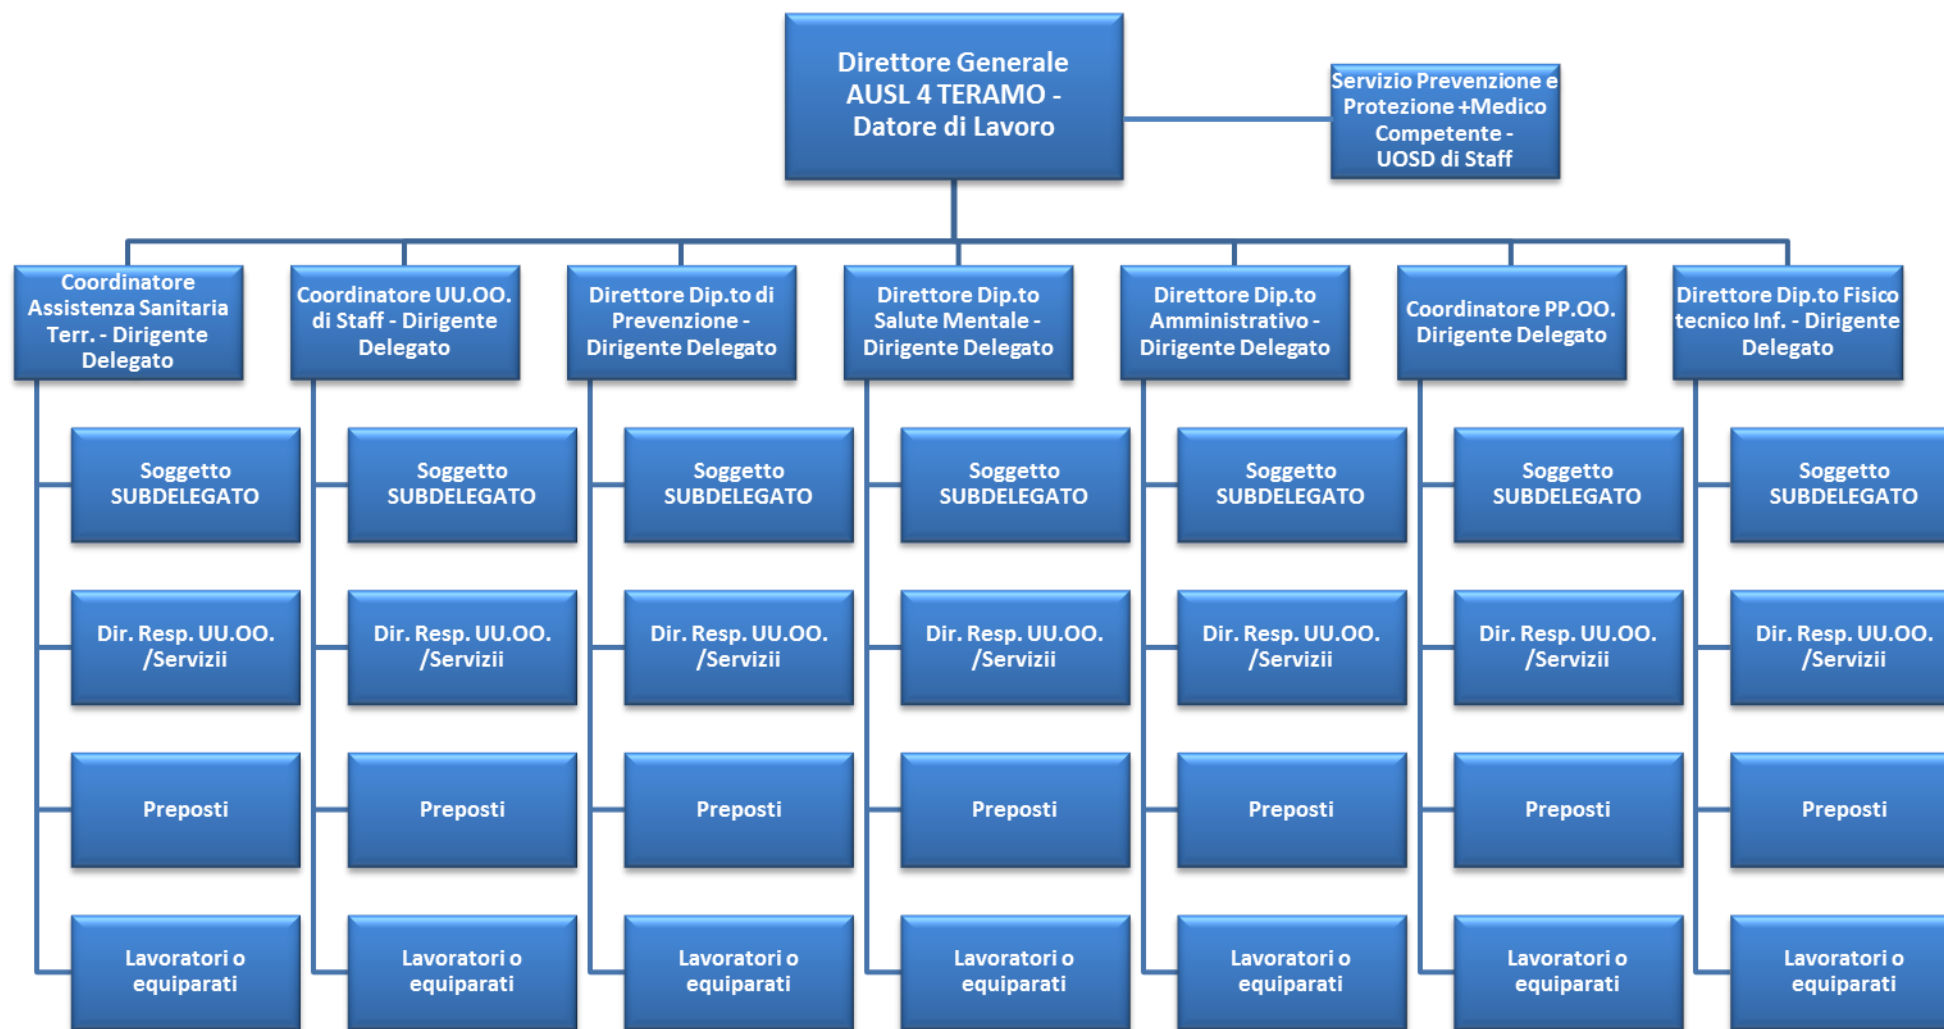 Direttore Generale
AUSL 4 TERAMO -
Datore di Lavoro
Servizio Prevenzione e
Protezione +Medico
Competente -
UOSD di Staff
Coordinatore
Assistenza Sanitaria
Terr. - Dirigente
Delegato
Coordinatore UU.OO.
di Staff - Dirigente
Delegato
Direttore Dip.to di
Prevenzione -
Dirigente Delegato
Direttore Dip.to
Salute Mentale -
Dirigente Delegato
Direttore Dip.to
Amministrativo -
Dirigente Delegato
Coordinatore PP.OO.
Dirigente Delegato
Direttore Dip.to Fisico
tecnico Inf. - Dirigente
Delegato
Soggetto
SUBDELEGATO
Soggetto
SUBDELEGATO
Soggetto
SUBDELEGATO
Soggetto
SUBDELEGATO
Soggetto
SUBDELEGATO
Soggetto
SUBDELEGATO
Soggetto
SUBDELEGATO
Dir. Resp. UU.OO.
/Servizii
Dir. Resp. UU.OO.
/Servizii
Dir. Resp. UU.OO.
/Servizii
Dir. Resp. UU.OO.
/Servizii
Dir. Resp. UU.OO.
/Servizii
Dir. Resp. UU.OO.
/Servizii
Dir. Resp. UU.OO.
/Servizii
Preposti
Preposti
Preposti
Preposti
Preposti
Preposti
Preposti
Lavoratori o
equiparati
Lavoratori o
equiparati
Lavoratori o
equiparati
Lavoratori o
equiparati
Lavoratori o
equiparati
Lavoratori o
equiparati
Lavoratori o
equiparati